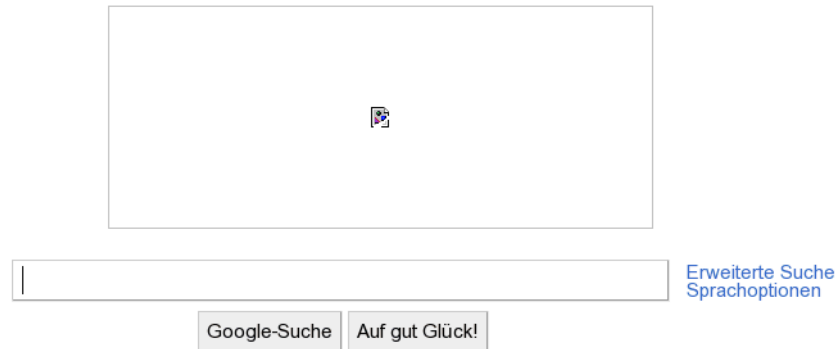 Erweiterte Suche
Sprachoptionen
Google-Suche
Auf gut Glück!